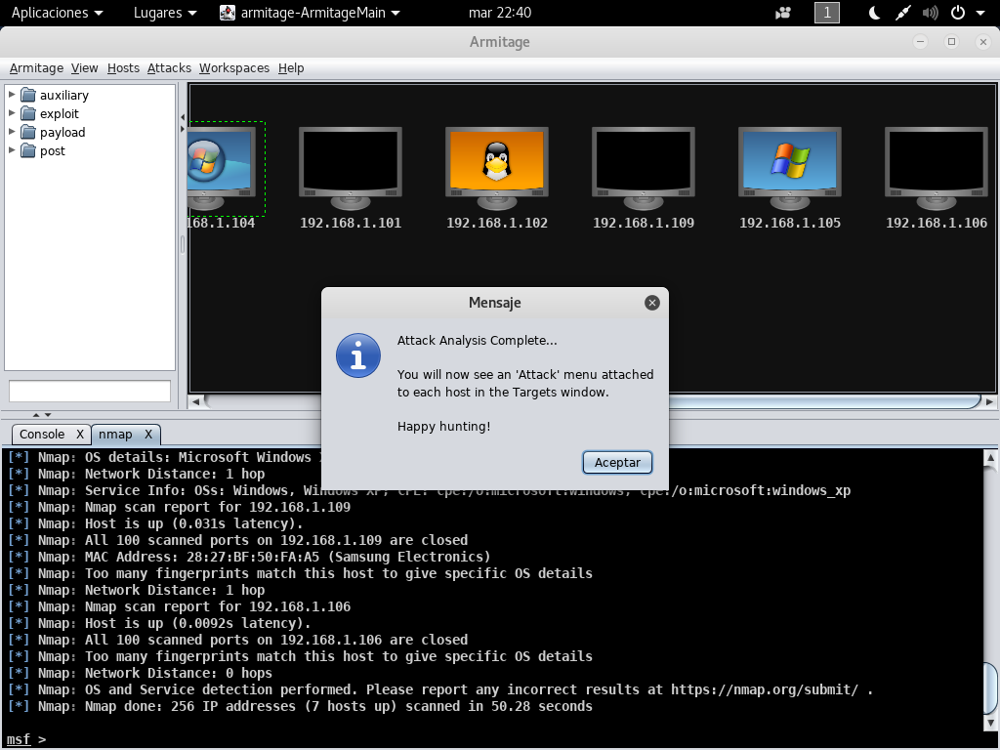 Aplicaciones Lugares armitage-ArmitageMain mar 22:40 1
Armitage
Armitage View Hosts Attacks Workspaces Help
auxiliary
exploit
payload
post
168.1.104 192.168.1.101 192.168.1.102 192.168.1.109 192.168.1.105 192.168.1.106
Mensaje
Attack Analysis Complete...
You will now see an 'Attack' menu attached
to each host in the Targets window.
Happy hunting!
Aceptar
Console X nmap X
[*] Nmap: OS details: Microsoft Windows
[*] Nmap: Network Distance: 1 hop
[*] Nmap: Service Info: OSs: Windows, Windows XP; CPE: cpe:/o:microsoft:windows, cpe:/o:microsoft:windows_xp
[*] Nmap: Nmap scan report for 192.168.1.109
[*] Nmap: Host is up (0.031s latency).
[*] Nmap: All 100 scanned ports on 192.168.1.109 are closed
[*] Nmap: MAC Address: 28:27:BF:50:FA:A5 (Samsung Electronics)
[*] Nmap: Too many fingerprints match this host to give specific OS details
[*] Nmap: Network Distance: 1 hop
[*] Nmap: Nmap scan report for 192.168.1.106
[*] Nmap: Host is up (0.0092s latency).
[*] Nmap: All 100 scanned ports on 192.168.1.106 are closed
[*] Nmap: Too many fingerprints match this host to give specific OS details
[*] Nmap: Network Distance: 0 hops
[*] Nmap: OS and Service detection performed. Please report any incorrect results at https://nmap.org/submit/ .
[*] Nmap: Nmap done: 256 IP addresses (7 hosts up) scanned in 50.28 seconds
msf >